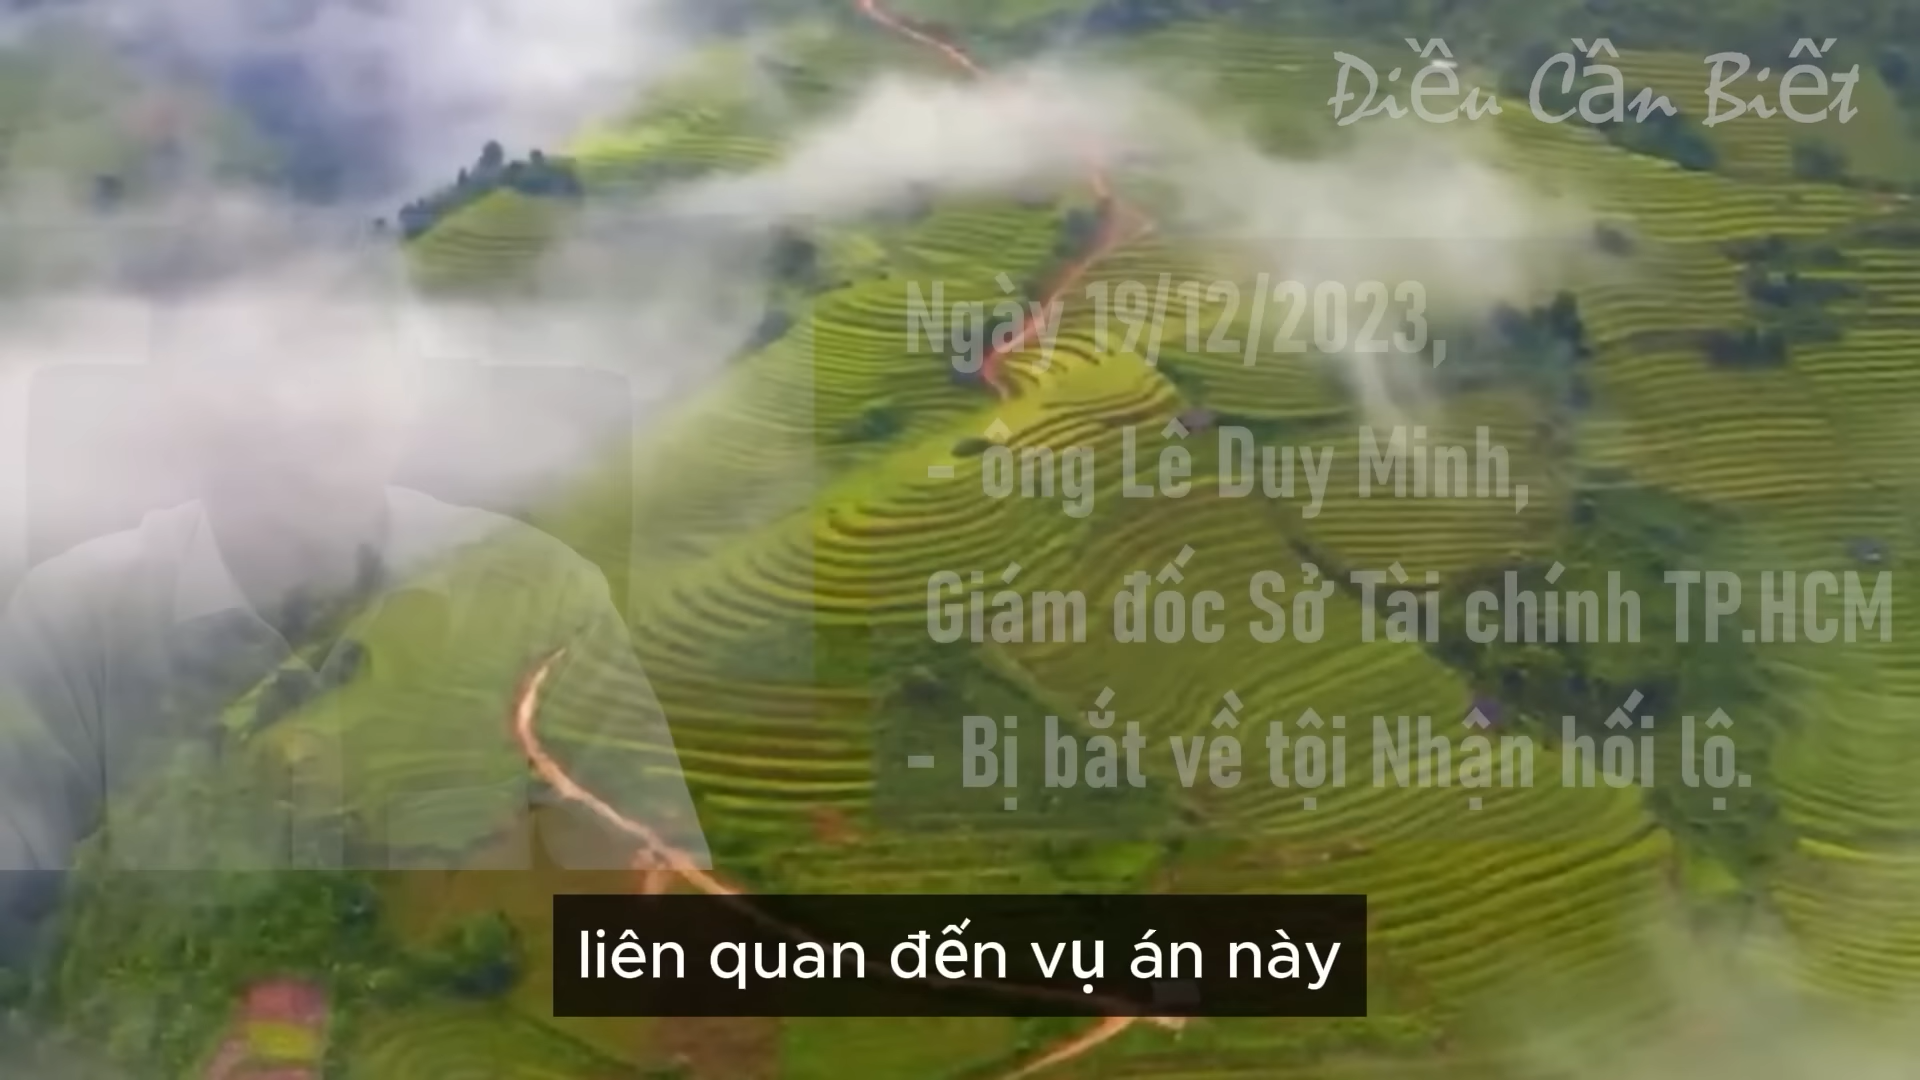 Điều Cần Biết
Ngày 19/12/2023,
- ông Lê Duy Minh,
Giám đốc Sở Tài chính TP.HCM
- Bị bắt về tội Nhận hối lộ.
liên quan đến vụ án này